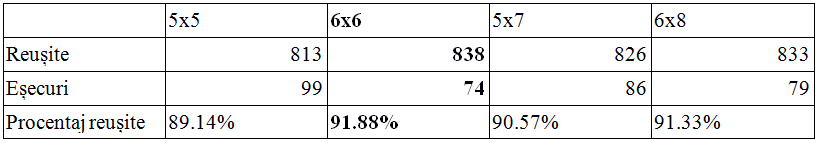 5x5 6x6 5x7 6x8
Reușite 813 838 826 833
Eșecuri 99 74 86 79
Procentaj reușite 89.14% 91.88% 90.57% 91.33%